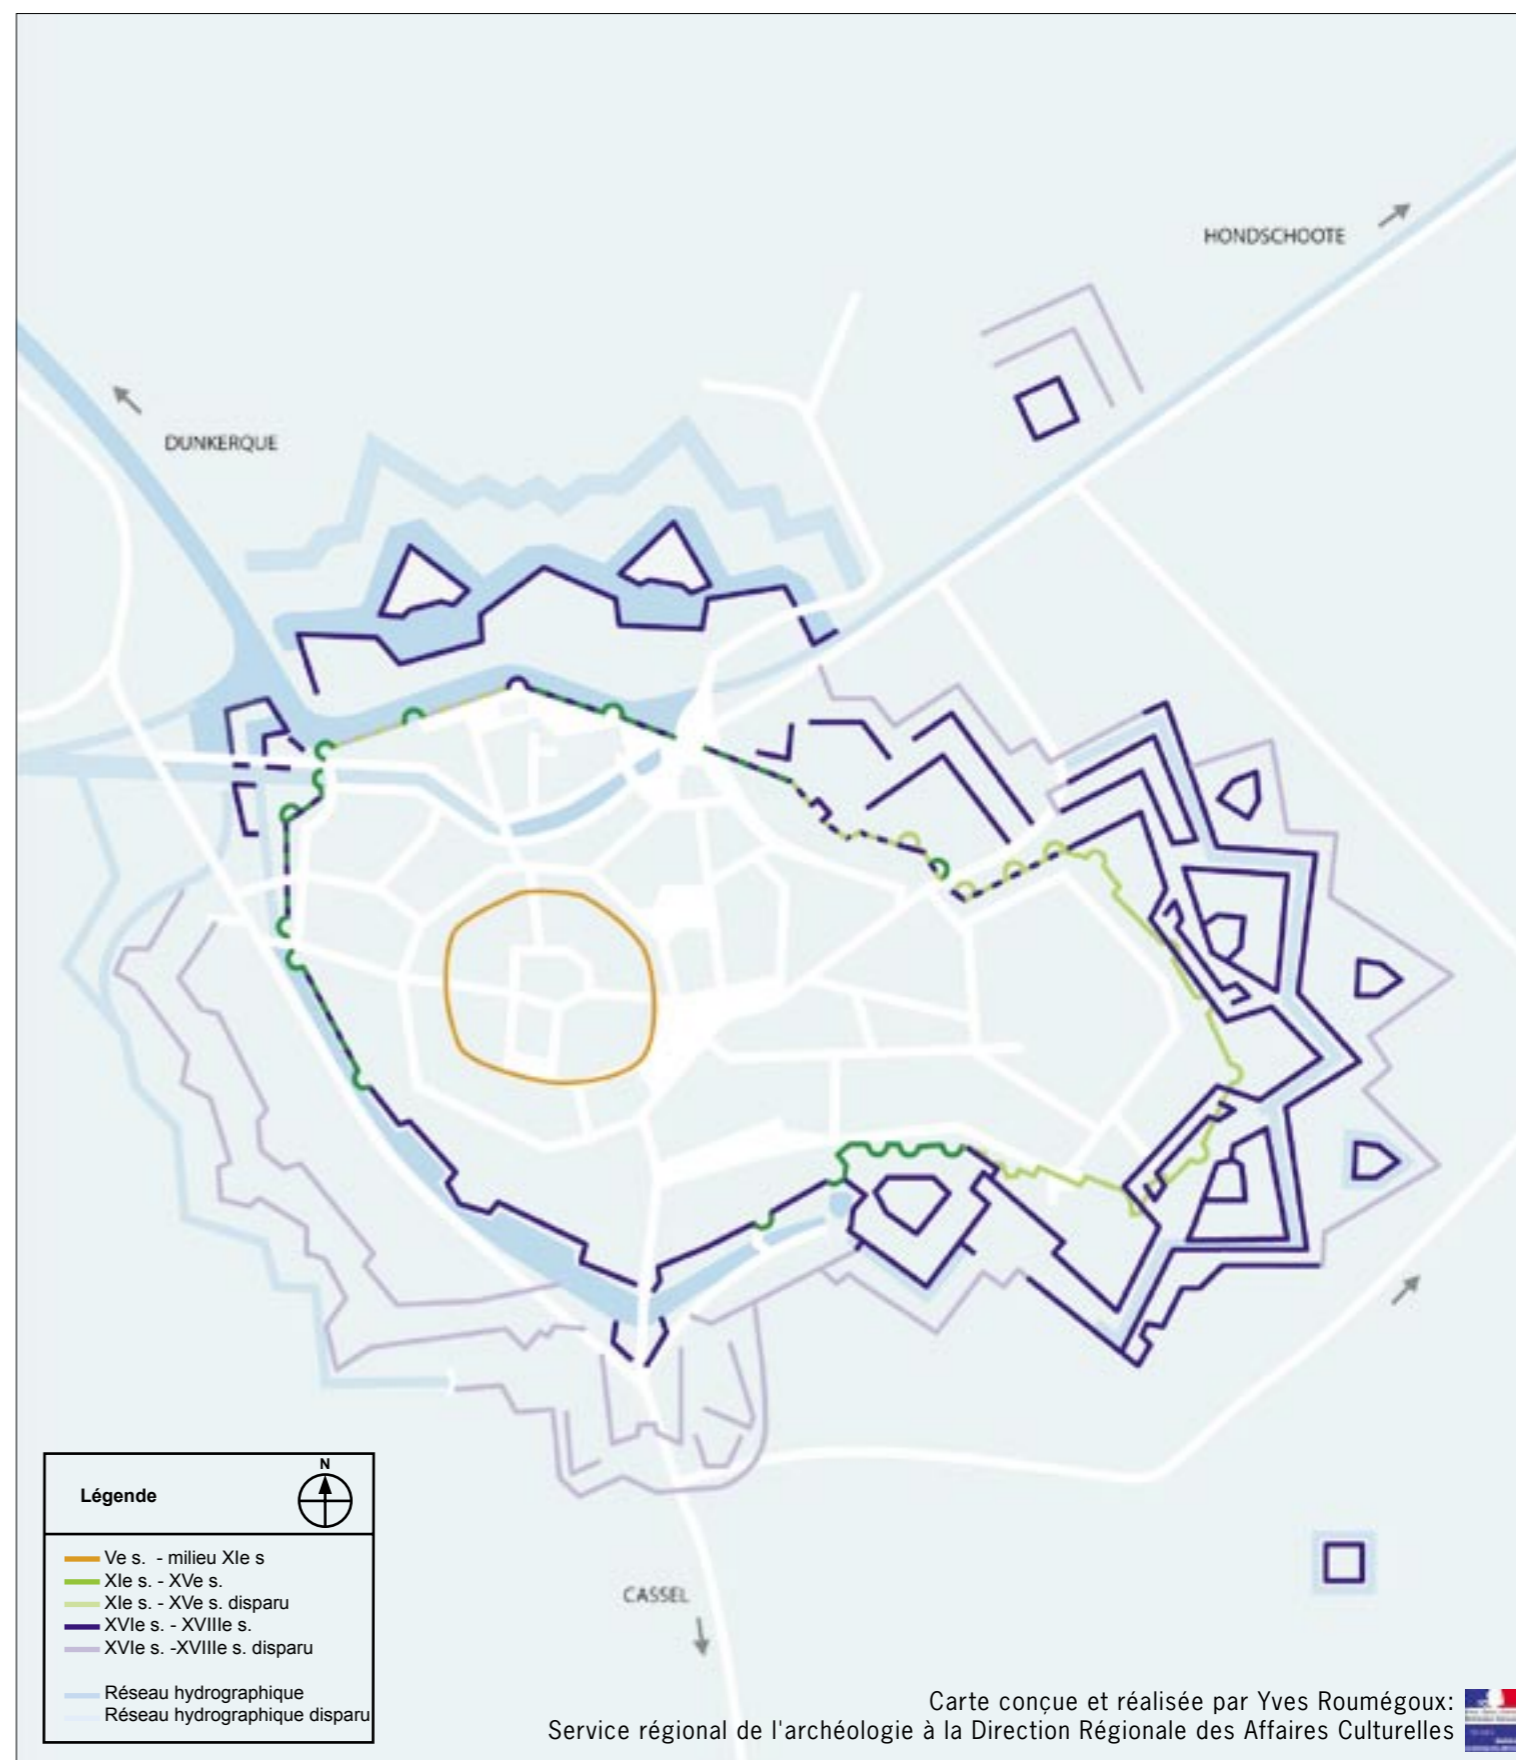 HONDSCHOOTE
DUNKERQUE
CASSEL
Légende
N
Ve s. - milieu XIe s
XIe s. - XVe s.
XIe s. - XVe s. disparu
XVIe s. - XVIIIe s.
XVIe s. -XVIIIe s. disparu
Réseau hydrographique
Réseau hydrographique disparu
Carte conçue et réalisée par Yves Roumégoux:
Service régional de l'archéologie à la Direction Régionale des Affaires Culturelles